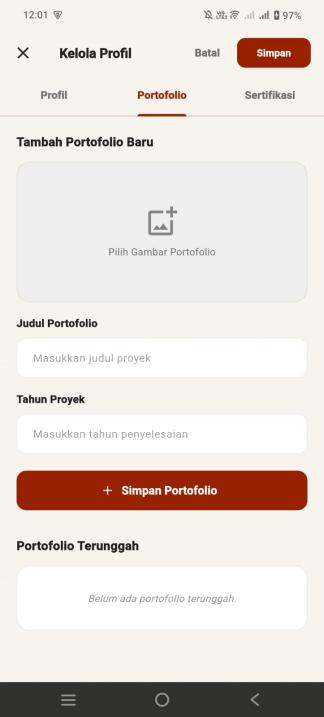 12:01
97%
Kelola Profil
Batal
Simpan
Profil
Portofolio
Sertifikasi
Tambah Portofolio Baru
Pilih Gambar Portofolio
Judul Portofolio
Masukkan judul proyek
Tahun Proyek
Masukkan tahun penyelesaian
+ Simpan Portofolio
Portofolio Terunggah
Belum ada portofolio terunggah.